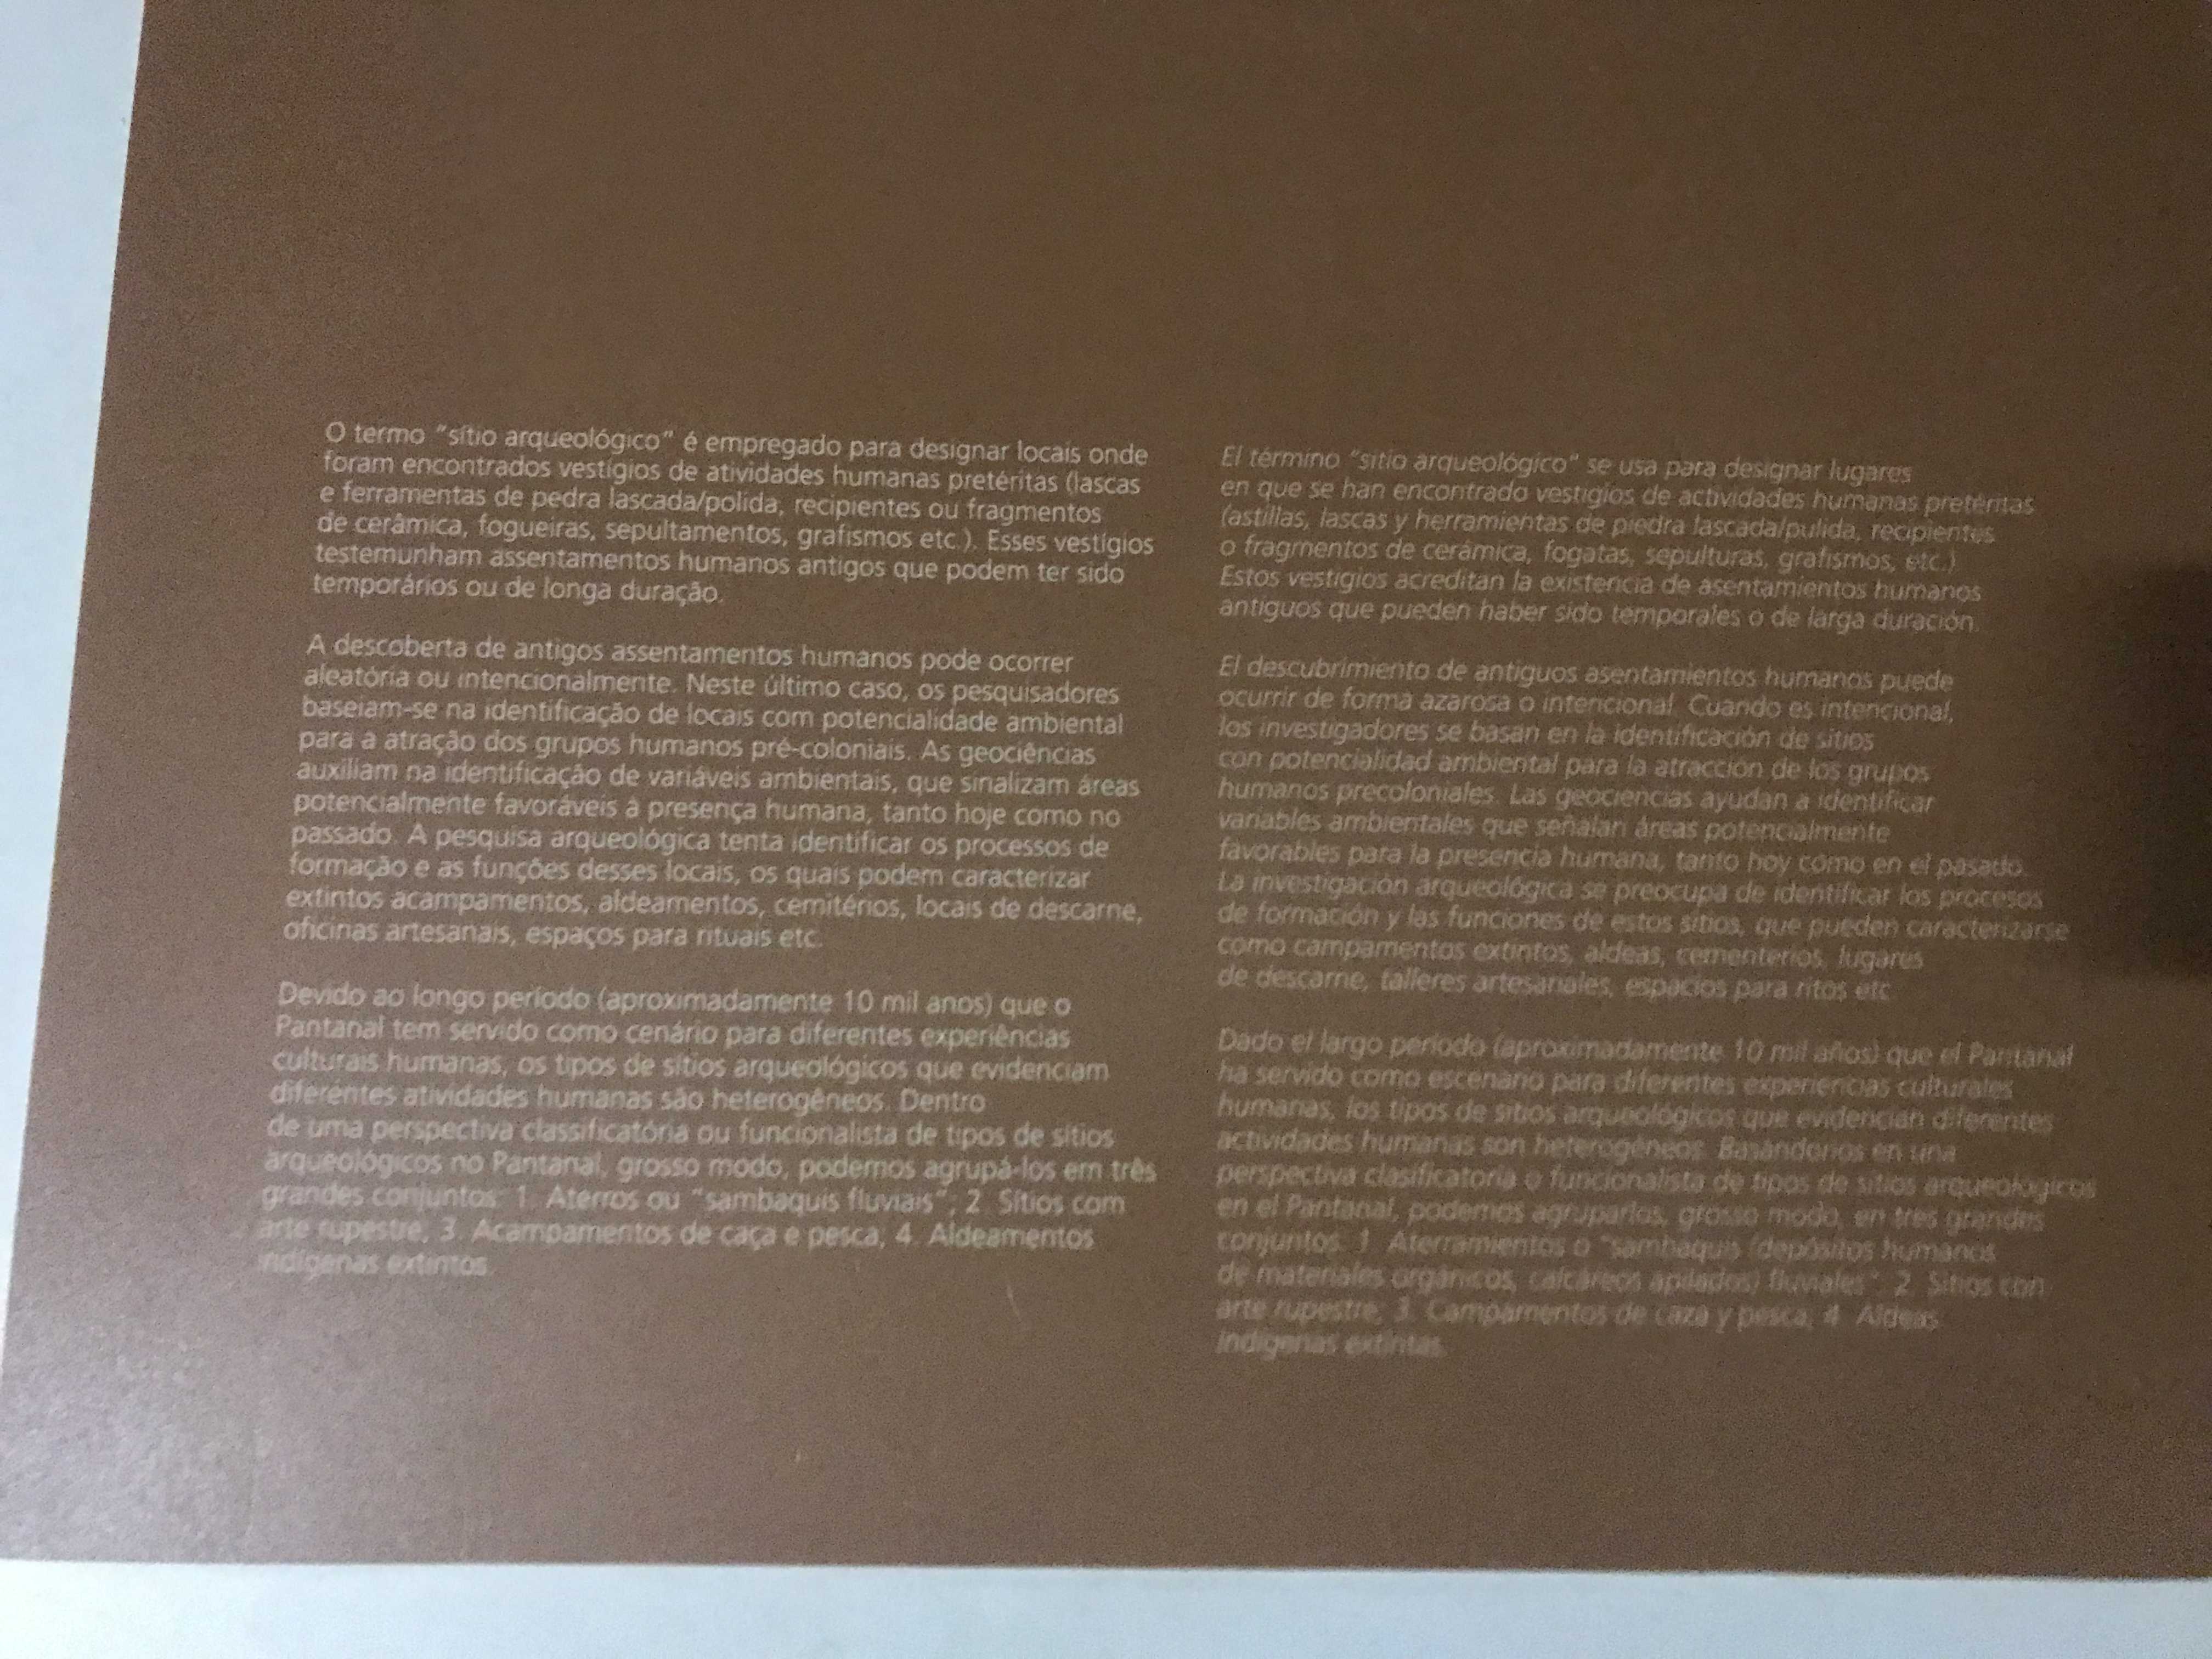 O termo "sítio arqueológico" é empregado para designar locais onde
foram encontrados vestígios de atividades humanas pretéritas (lascas
e ferramentas de pedra lascada/polida, recipientes ou fragmentos
de cerâmica, fogueiras, sepultamentos, grafismos etc.). Esses vestígios
testemunham assentamentos humanos antigos que podem ter sido
temporários ou de longa duração.
A descoberta de antigos assentamentos humanos pode ocorrer
aleatória ou intencionalmente. Neste último caso, os pesquisadores
baseiam-se na identificação de locais com potencialidade ambiental
para a atração dos grupos humanos pré-coloniais. As geociências
auxiliam na identificação de variáveis ambientais, que sinalizam áreas
potencialmente favoráveis à presença humana, tanto hoje como no
passado. A pesquisa arqueológica tenta identificar os processos de
formação e as funções desses locais, os quais podem caracterizar
extintos acampamentos, aldeamentos, cemitérios, locais de descarne,
oficinas artesanais, espaços para rituais etc.
Devido ao longo período (aproximadamente 10 mil anos) que o
Pantanal tem servido como cenário para diferentes experiências
culturais humanas, os tipos de sítios arqueológicos que evidenciam
diferentes atividades humanas são heterogêneos. Dentro
de uma perspectiva classificatória ou funcionalista de tipos de sítios
arqueológicos no Pantanal, grosso modo, podemos agrupá-los em três
grandes conjuntos: 1. Aterros ou "sambaquis fluviais"; 2. Sítios com
arte rupestre; 3. Acampamentos de caça e pesca; 4. Aldeamentos
indígenas extintos.
El término "sitio arqueológico" se usa para designar lugares
en que se han encontrado vestigios de actividades humanas pretéritas
(astillas, lascas y herramientas de piedra lascada/pulida, recipientes
o fragmentos de cerámica, fogatas, sepulturas, grafismos, etc.).
Estos vestigios acreditan la existencia de asentamientos humanos
antiguos que pueden haber sido temporales o de larga duración.
El descubrimiento de antiguos asentamientos humanos puede
ocurrir de forma azarosa o intencional. Cuando es intencional,
los investigadores se basan en la identificación de sitios
con potencialidad ambiental para la atracción de los grupos
humanos precoloniales. Las geociencias ayudan a identificar
variables ambientales que señalan áreas potencialmente
favorables para la presencia humana, tanto hoy como en el pasado.
La investigación arqueológica se preocupa de identificar los procesos
de formación y las funciones de estos sitios, que pueden caracterizarse
como campamentos extintos, aldeas, cementerios, lugares
de descarne, talleres artesanales, espacios para ritos etc.
Dado el largo periodo (aproximadamente 10 mil años) que el Pantanal
ha servido como escenario para diferentes experiencias culturales
humanas, los tipos de sitios arqueológicos que evidencian diferentes
actividades humanas son heterogéneos. Basándonos en una
perspectiva clasificatoria o funcionalista de tipos de sitios arqueológicos
en el Pantanal, podemos agruparlos, grosso modo, en tres grandes
conjuntos: 1. Aterramientos o "sambaquis (depósitos humanos
de materiales orgánicos, calcáreos apilados) fluviales"; 2. Sitios con
arte rupestre; 3. Campamentos de caza y pesca; 4. Aldeas
indígenas extintas.